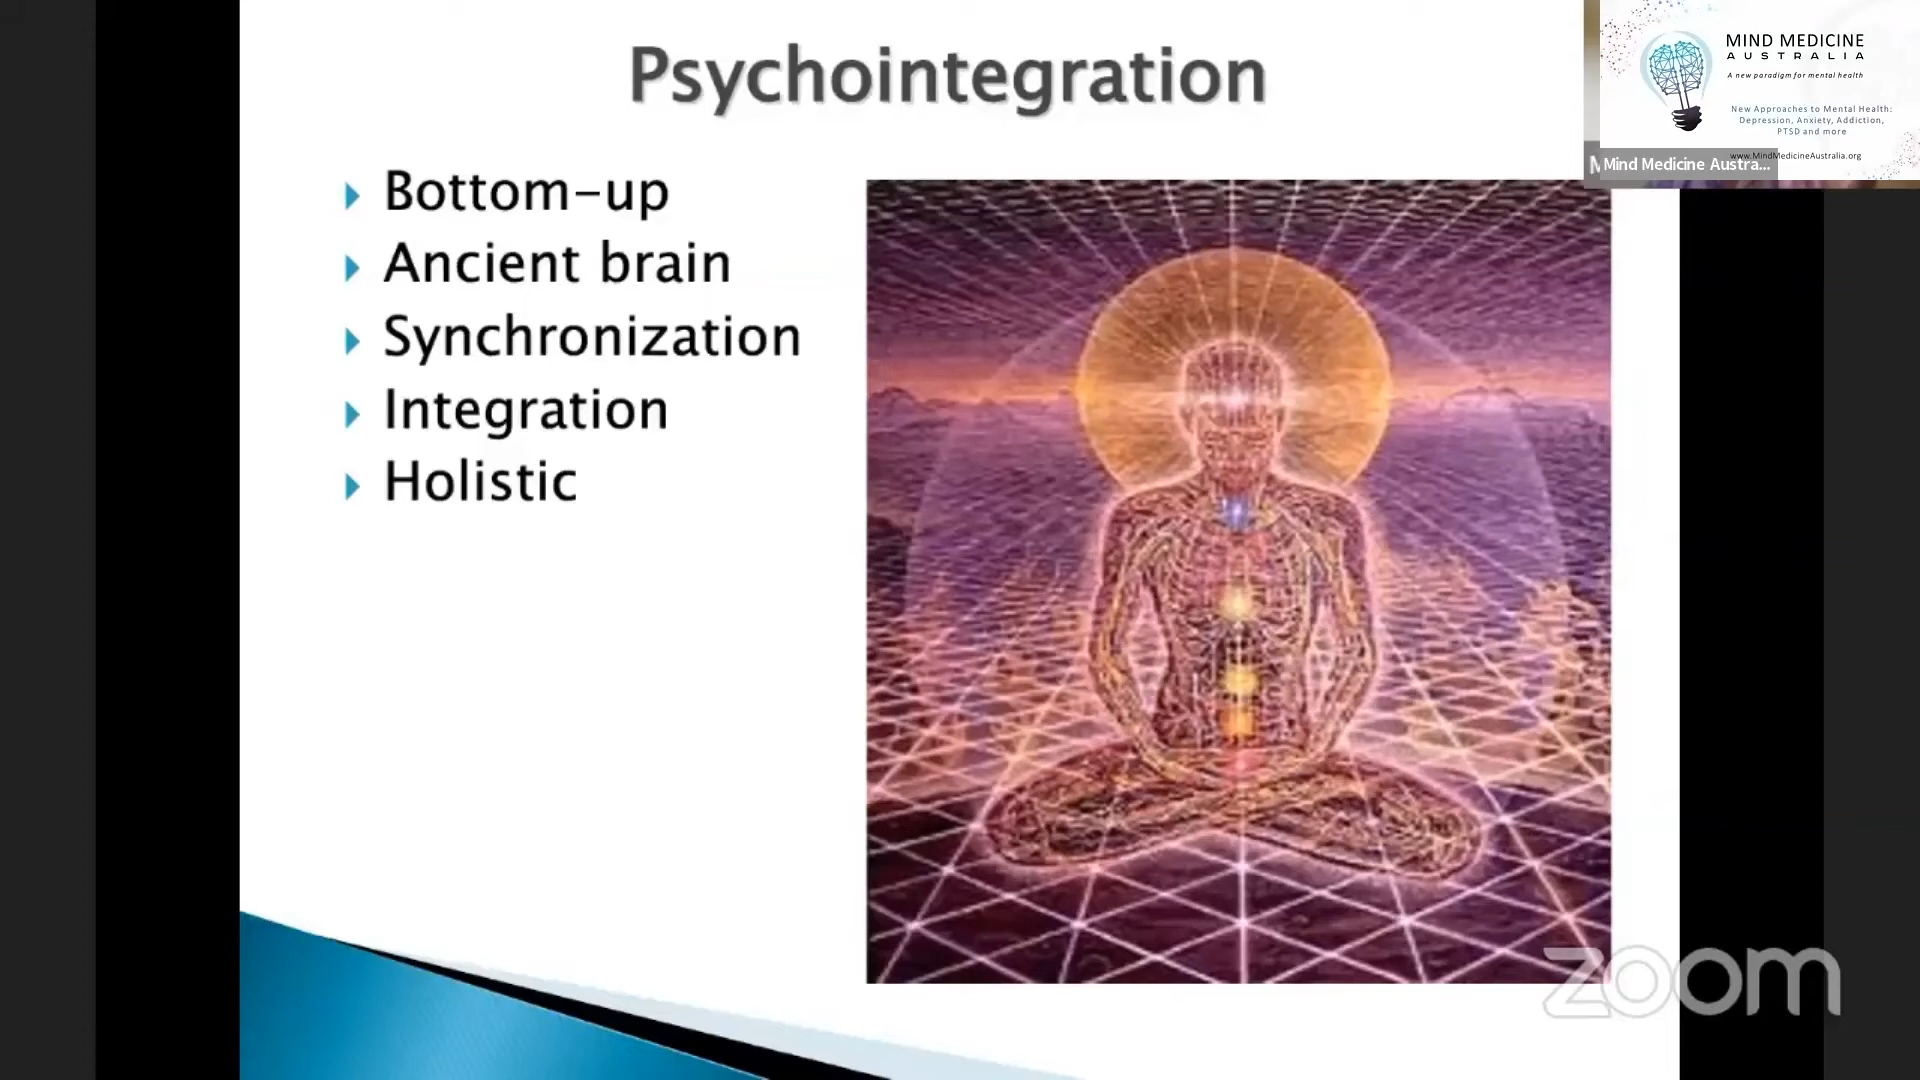 Psychointegration
Bottom-up
Ancient brain
Synchronization
Integration
Holistic
MIND MEDICINE
AUSTRALIA
A new paradigm for mental health
New Approaches to Mental Health:
Depression, Anxiety, Addiction,
PTSD and more
www.MindMedicineAustralia.org
Mind Medicine Austra...
zoom